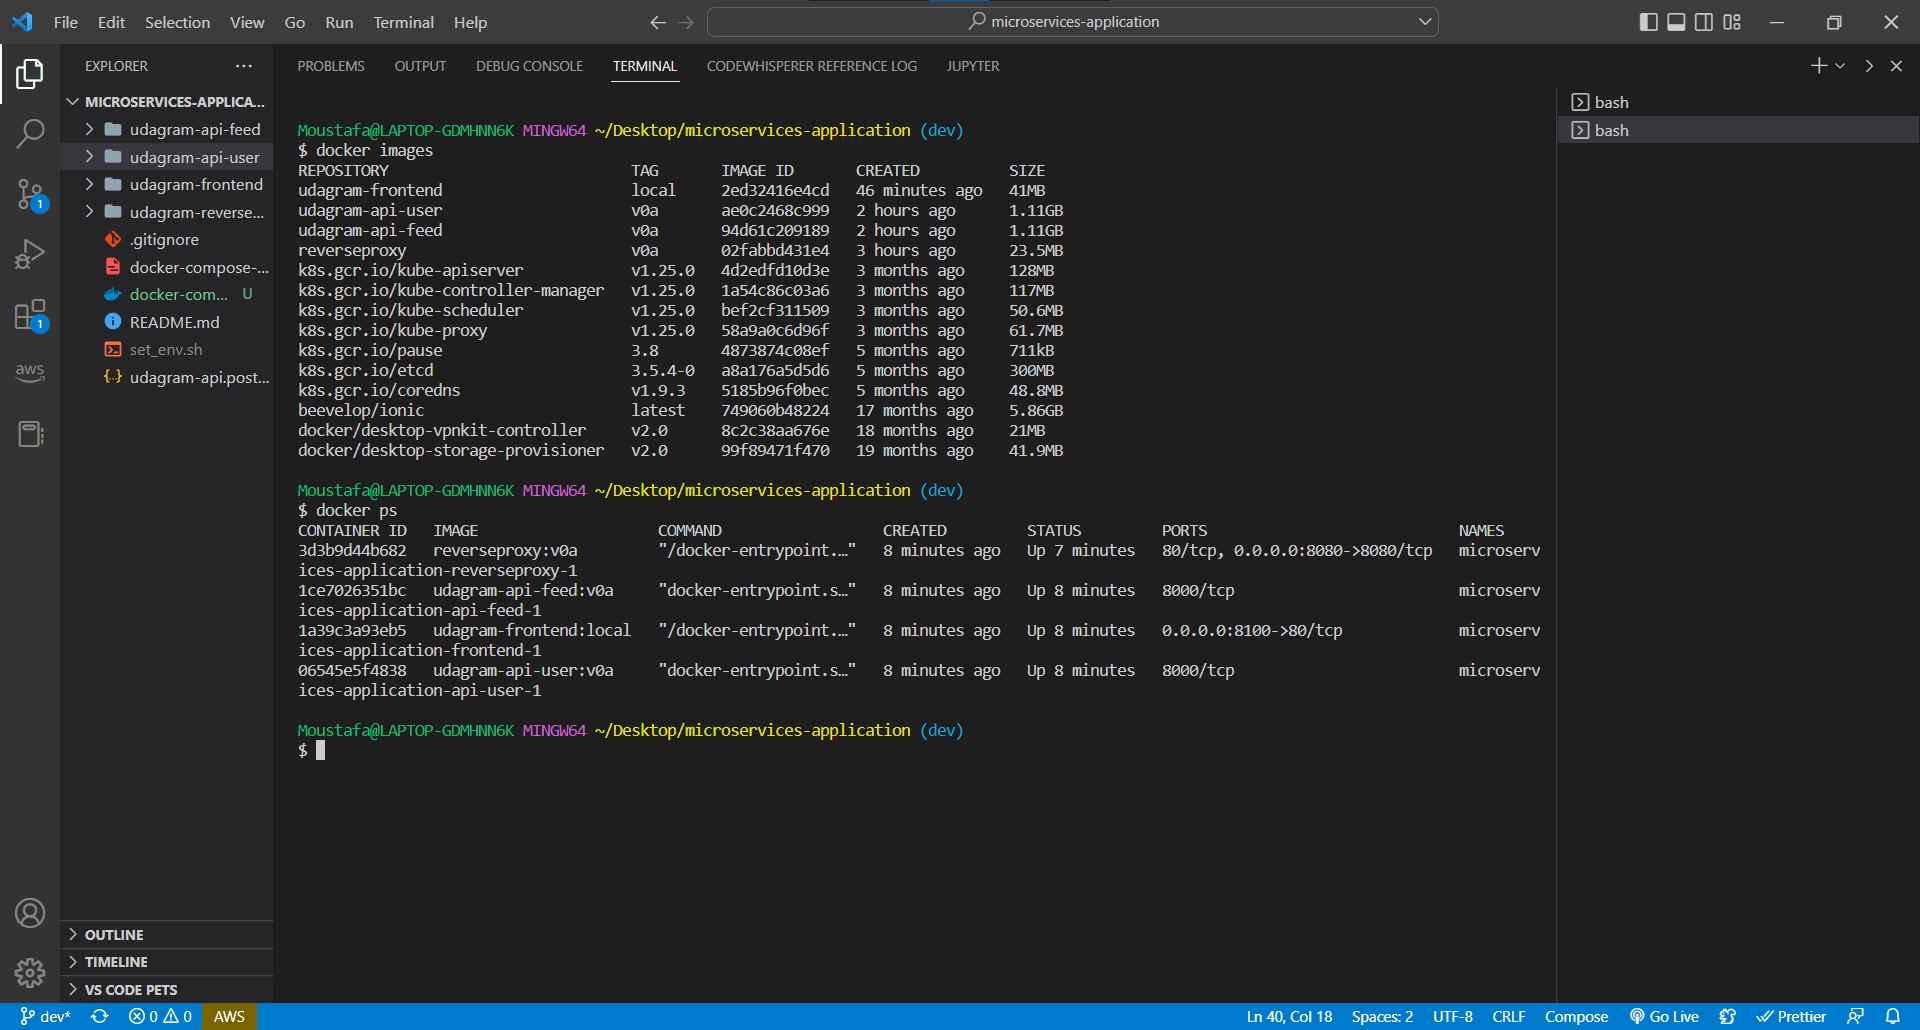 File Edit Selection View Go Run Terminal Help
microservices-application
EXPLORER
MICROSERVICES-APPLICA...
udagram-api-feed
udagram-api-user
udagram-frontend
udagram-reverse...
.gitignore
docker-compose-...
docker-com... U
README.md
set_env.sh
udagram-api.post...
1
1
aws
OUTLINE
TIMELINE
VS CODE PETS
PROBLEMS OUTPUT DEBUG CONSOLE TERMINAL CODEWHISPERER REFERENCE LOG JUPYTER
Moustafa@LAPTOP-GDMHNN6K MINGW64 ~/Desktop/microservices-application (dev)
$ docker images
REPOSITORY TAG IMAGE ID CREATED SIZE
udagram-frontend local 2ed32416e4cd 46 minutes ago 41MB
udagram-api-user v0a ae0c2468c999 2 hours ago 1.11GB
udagram-api-feed v0a 94d61c209189 2 hours ago 1.11GB
reverseproxy v0a 02fabbd431e4 3 hours ago 23.5MB
k8s.gcr.io/kube-apiserver v1.25.0 4d2edfd10d3e 3 months ago 128MB
k8s.gcr.io/kube-controller-manager v1.25.0 1a54c86c03a6 3 months ago 117MB
k8s.gcr.io/kube-scheduler v1.25.0 bef2cf311509 3 months ago 50.6MB
k8s.gcr.io/kube-proxy v1.25.0 58a9a0c6d96f 3 months ago 61.7MB
k8s.gcr.io/pause 3.8 4873874c08ef 5 months ago 711kB
k8s.gcr.io/etcd 3.5.4-0 a8a176a5d5d6 5 months ago 300MB
k8s.gcr.io/coredns v1.9.3 5185b96f0bec 5 months ago 48.8MB
beevelop/ionic latest 749060b48224 17 months ago 5.86GB
docker/desktop-vpnkit-controller v2.0 8c2c38aa676e 18 months ago 21MB
docker/desktop-storage-provisioner v2.0 99f89471f470 19 months ago 41.9MB
Moustafa@LAPTOP-GDMHNN6K MINGW64 ~/Desktop/microservices-application (dev)
$ docker ps
CONTAINER ID IMAGE COMMAND CREATED STATUS PORTS NAMES
3d3b9d44b682 reverseproxy:v0a "/docker-entrypoint.…" 8 minutes ago Up 7 minutes 80/tcp, 0.0.0.0:8080->8080/tcp microserv
ices-application-reverseproxy-1
1ce7026351bc udagram-api-feed:v0a "docker-entrypoint.s…" 8 minutes ago Up 8 minutes 8000/tcp microserv
ices-application-api-feed-1
1a39c3a93eb5 udagram-frontend:local "/docker-entrypoint.…" 8 minutes ago Up 8 minutes 0.0.0.0:8100->80/tcp microserv
ices-application-frontend-1
06545e5f4838 udagram-api-user:v0a "docker-entrypoint.s…" 8 minutes ago Up 8 minutes 8000/tcp microserv
ices-application-api-user-1
Moustafa@LAPTOP-GDMHNN6K MINGW64 ~/Desktop/microservices-application (dev)
$
bash
bash
dev* 0 0 AWS Ln 40, Col 18 Spaces: 2 UTF-8 CRLF Compose Go Live Prettier